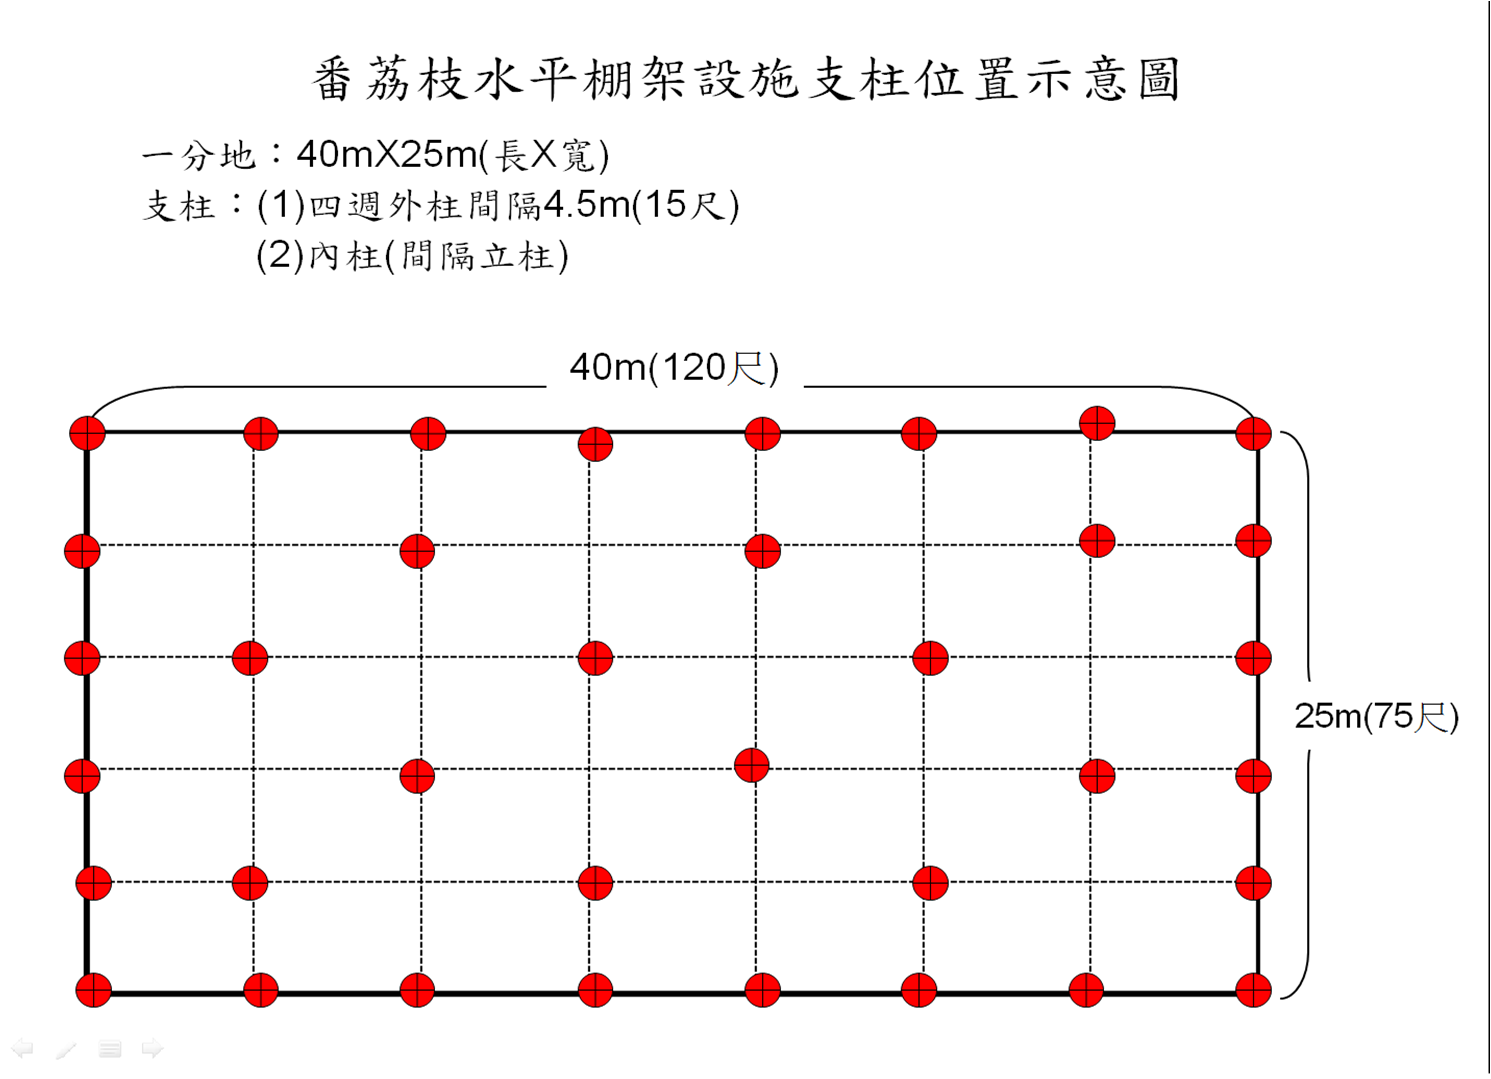 番荔枝水平棚架設施支柱位置示意圖
一分地：40mX25m(長X寬)
支柱：(1)四週外柱間隔4.5m(15尺)
(2)內柱(間隔立柱)
40m(120尺)
25m(75尺)